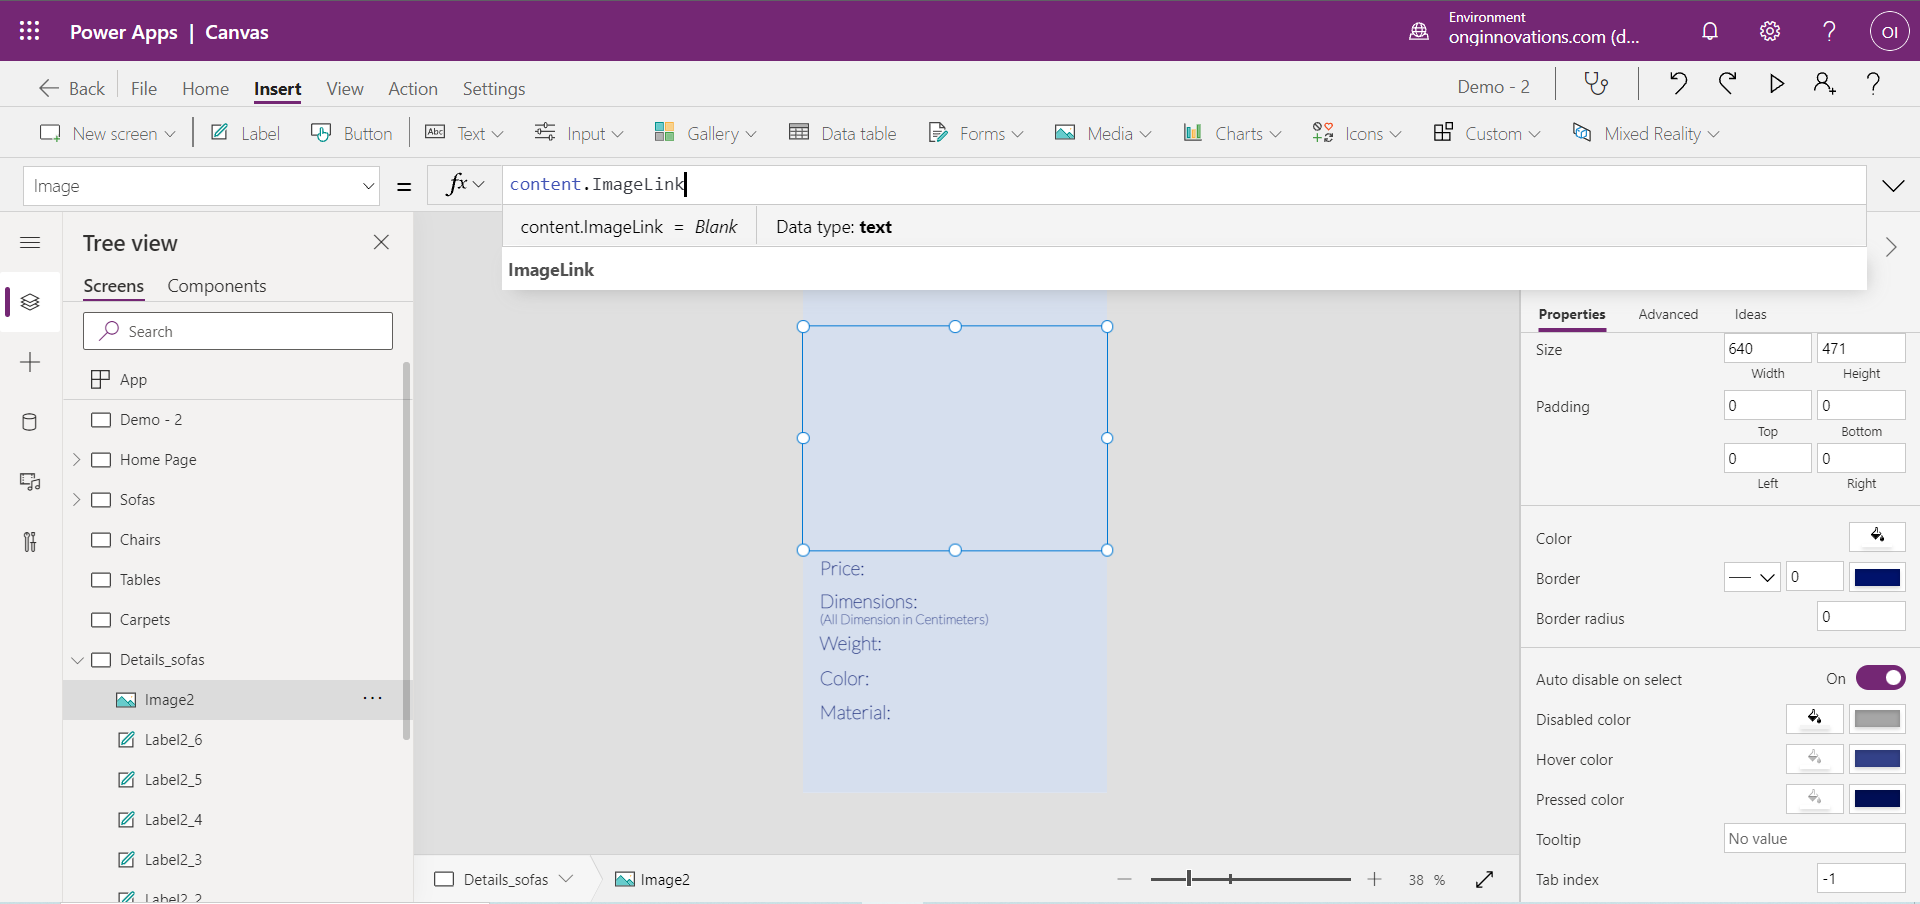 Power Apps | Canvas
Environment
onginnovations.com (d...
OI
Back File Home Insert View Action Settings
Demo - 2
New screen Label Button Text Input Gallery Data table Forms Media Charts Icons Custom Mixed Reality
Abc
Image = fx content.ImageLink
content.ImageLink = Blank Data type: text
ImageLink
Tree view
Screens Components
Search
App
Demo - 2
Home Page
Sofas
Chairs
Tables
Carpets
Details_sofas
Image2
Label2_6
Label2_5
Label2_4
Label2_3
Label2_2
Price:
Dimensions:
(All Dimension in Centimeters)
Weight:
Color:
Material:
Details_sofas Image2
38 %
Properties Advanced Ideas
Size 640 471
Width Height
Padding 0 0
Top Bottom
0 0
Left Right
Color
Border 0
Border radius 0
Auto disable on select On
Disabled color
Hover color
Pressed color
Tooltip No value
Tab index -1